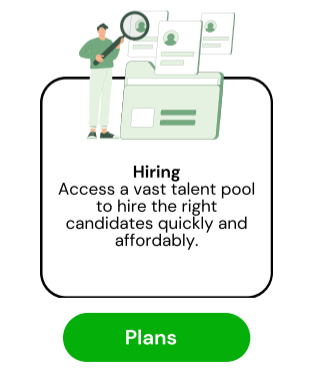 Hiring
Access a vast talent pool
to hire the right
candidates quickly and
affordably.
Plans